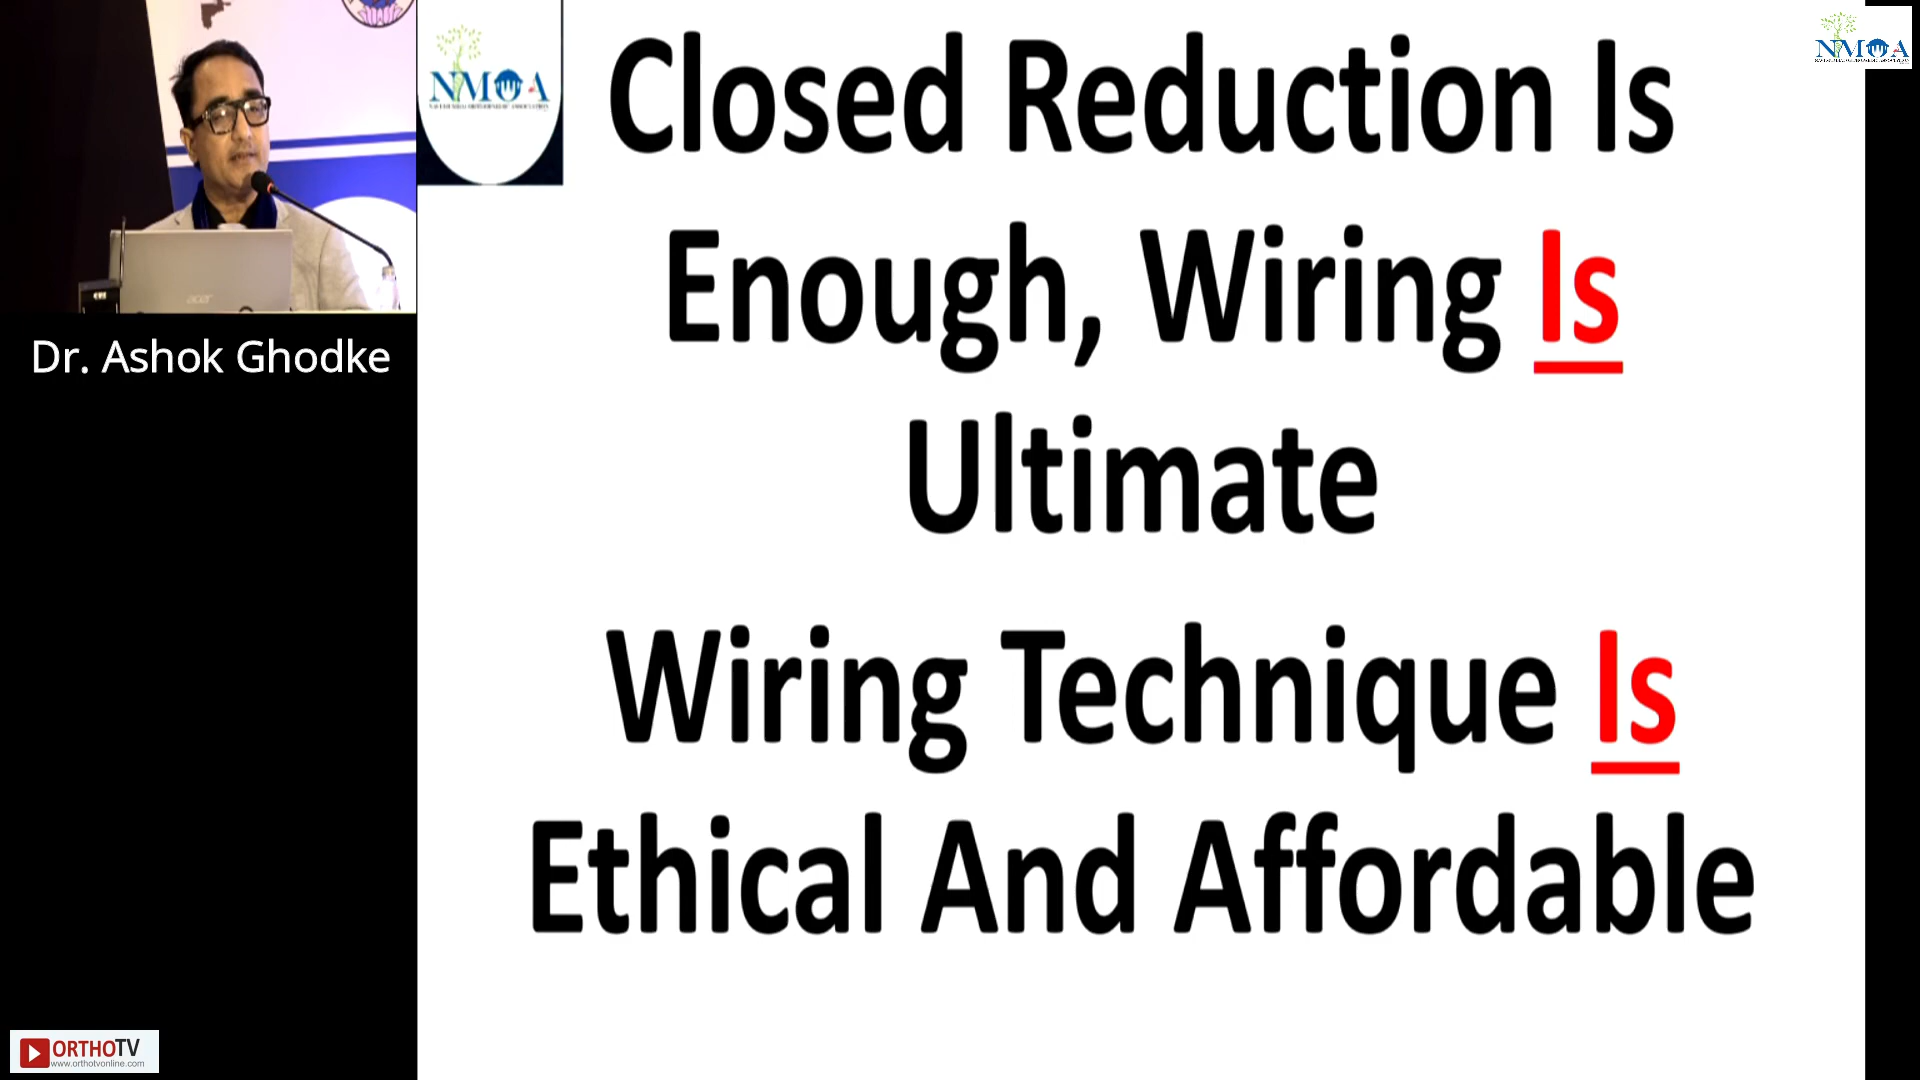 NMOA
Closed Reduction Is
Enough, Wiring Is
Ultimate
Wiring Technique Is
Ethical And Affordable
NMOA
acer
Dr. Ashok Ghodke
ORTHOTV
www.orthotvonline.com